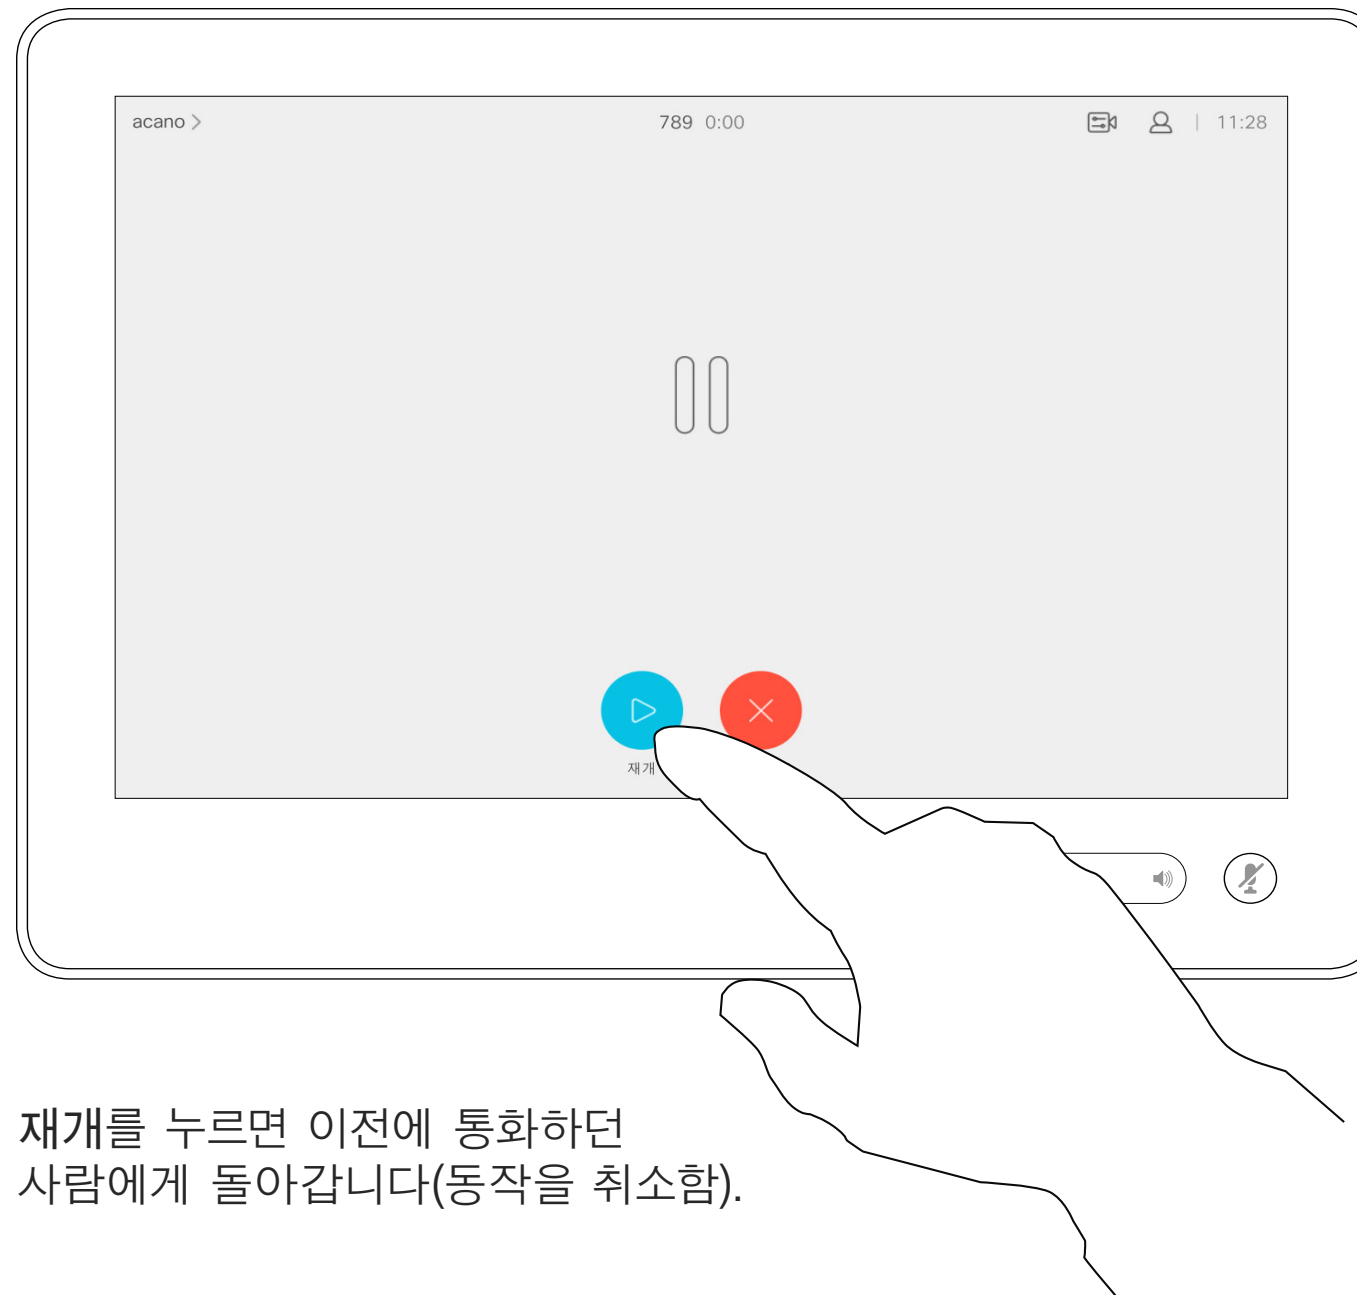 acano
789 0:00
11:28
재개
재개를 누르면 이전에 통화하던
사람에게 돌아갑니다(동작을 취소함).